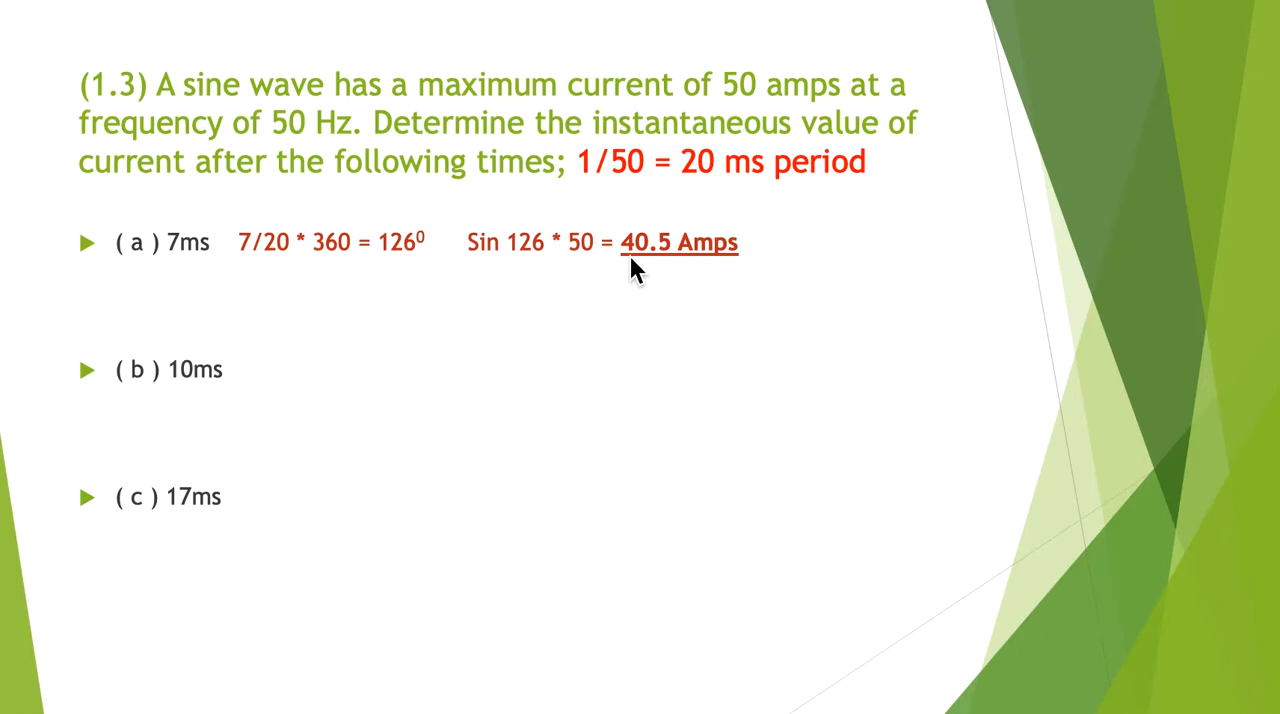 (1.3) A sine wave has a maximum current of 50 amps at a
frequency of 50 Hz. Determine the instantaneous value of
current after the following times; 1/50 = 20 ms period
( a ) 7ms 7/20 * 360 = 126⁰ Sin 126 * 50 = 40.5 Amps
( b ) 10ms
( c ) 17ms